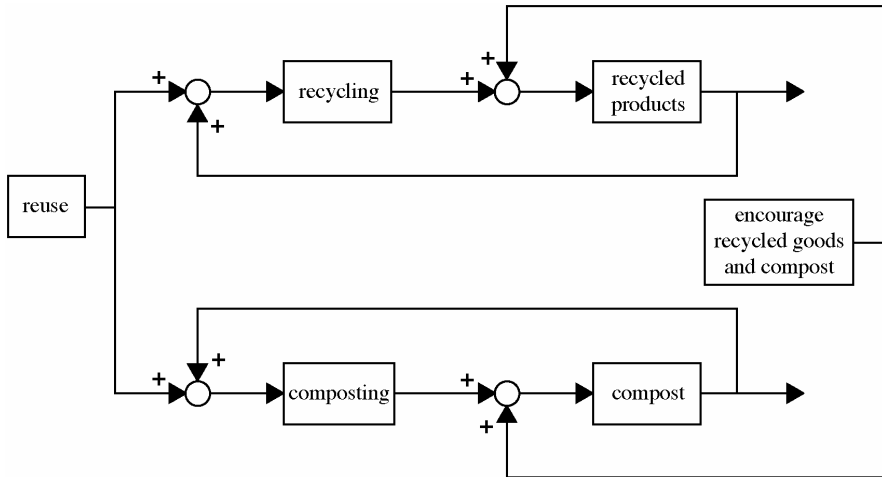 +
+
recycling
+
recycled
products
+
reuse
encourage
recycled goods
and compost
+
+
composting
+
compost
+